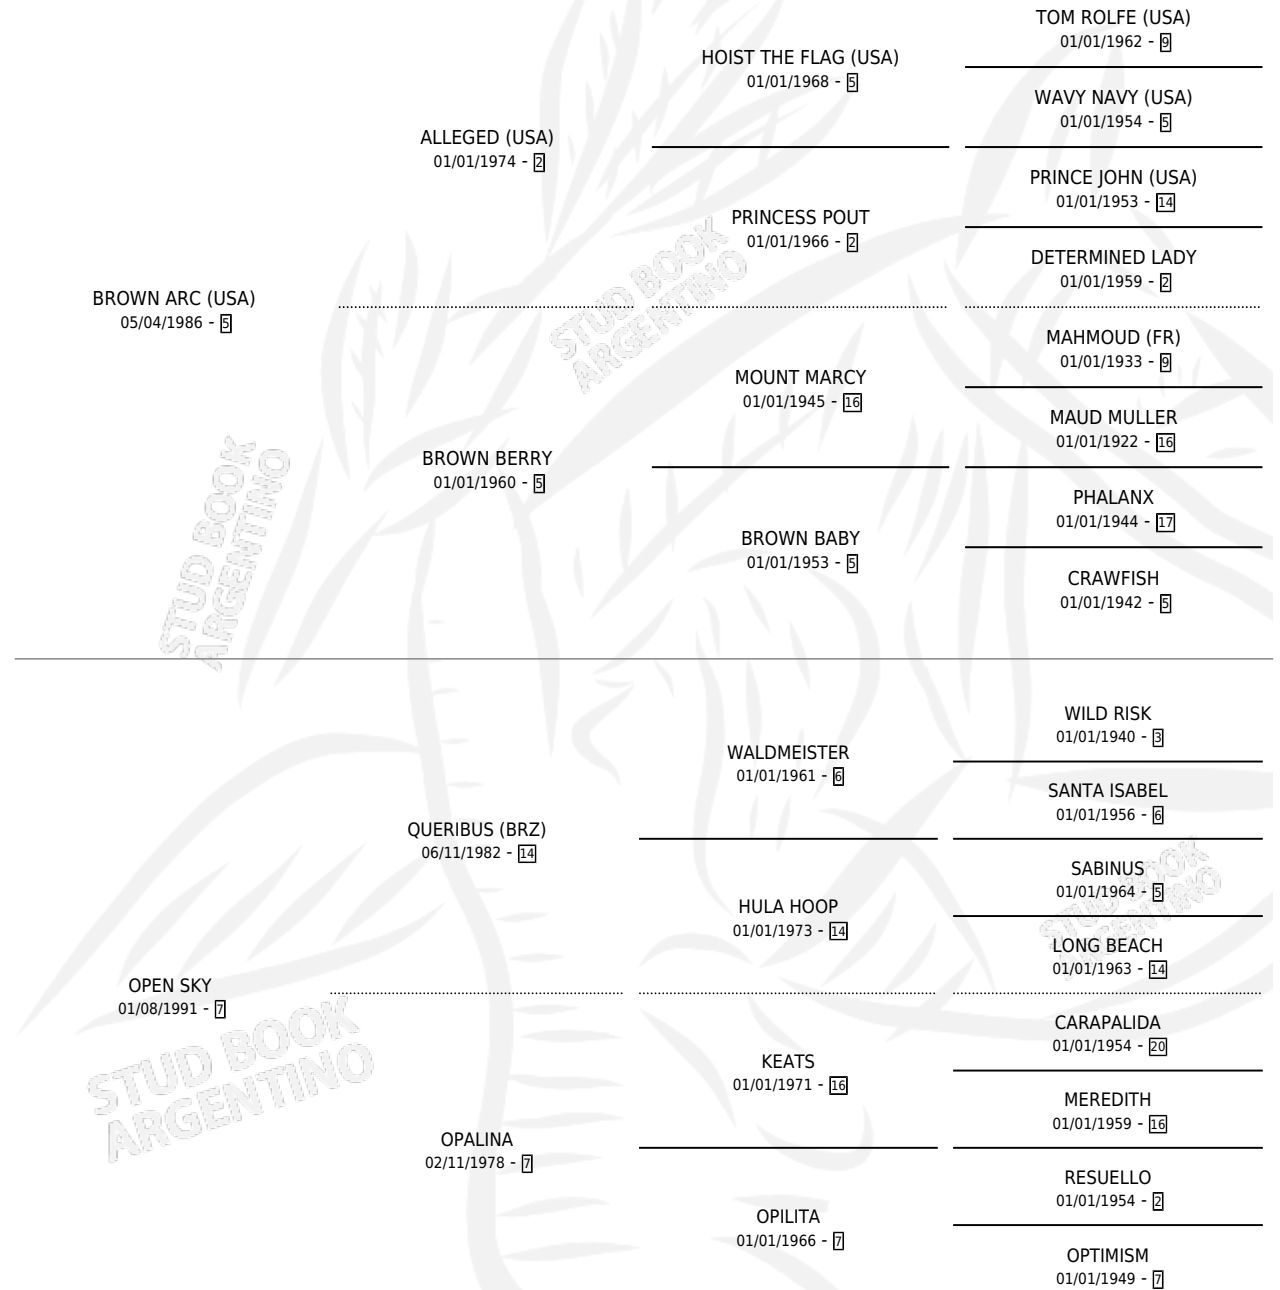 TOM ROLFE (USA)
01/01/1962 - 9
HOIST THE FLAG (USA)
01/01/1968 - 5
WAVY NAVY (USA)
01/01/1954 - 5
ALLEGED (USA)
01/01/1974 - 2
PRINCE JOHN (USA)
01/01/1953 - 14
PRINCESS POUT
01/01/1966 - 2
DETERMINED LADY
01/01/1959 - 2
BROWN ARC (USA)
05/04/1986 - 5
MAHMOUD (FR)
01/01/1933 - 9
MOUNT MARCY
01/01/1945 - 16
MAUD MULLER
01/01/1922 - 16
BROWN BERRY
01/01/1960 - 5
PHALANX
01/01/1944 - 17
BROWN BABY
01/01/1953 - 5
CRAWFISH
01/01/1942 - 5
WILD RISK
01/01/1940 - 3
WALDMEISTER
01/01/1961 - 6
SANTA ISABEL
01/01/1956 - 6
QUERIBUS (BRZ)
06/11/1982 - 14
SABINUS
01/01/1964 - 5
HULA HOOP
01/01/1973 - 14
LONG BEACH
01/01/1963 - 14
OPEN SKY
01/08/1991 - 7
CARAPALIDA
01/01/1954 - 20
KEATS
01/01/1971 - 16
MEREDITH
01/01/1959 - 16
OPALINA
02/11/1978 - 7
RESUELLO
01/01/1954 - 2
OPILITA
01/01/1966 - 7
OPTIMISM
01/01/1949 - 7
STUD BOOK
ARGENTINO
STUD BOOK
ARGENTINO
STUD BOOK
ARGENTINO
STUD BOOK
ARGENTINO